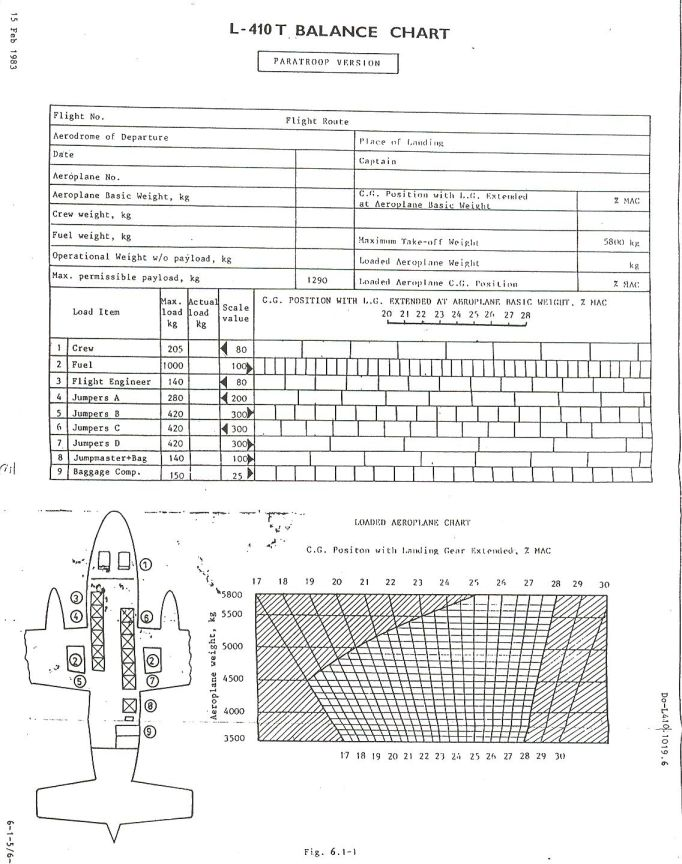 L-410 T BALANCE CHART
PARATROOP VERSION
15 Feb 1983
Flight No. Flight Route
Aerodrome of Departure Place of Landing
Date Captain
Aeroplane No.
Aeroplane Basic Weight, kg C.G. Position with L.G. Extended at Aeroplane Basic Weight % MAC
Crew weight, kg
Fuel weight, kg Maximum Take-off Weight 5800 kg
Operational Weight w/o payload, kg Loaded Aeroplane Weight kg
Max. permissible payload, kg 1290 Loaded Aeroplane C.G. Position % MAC
Load Item Max. load kg Actual load kg Scale value C.G. POSITION WITH L.G. EXTENDED AT AEROPLANE BASIC WEIGHT, % MAC
20 21 22 23 24 25 26 27 28
1 Crew 205 80
2 Fuel 1000 100
3 Flight Engineer 140 80
4 Jumpers A 280 200
5 Jumpers B 420 300
6 Jumpers C 420 300
7 Jumpers D 420 300
8 Jumpmaster+Bag 140 100
9 Baggage Comp. 150 25
LOADED AEROPLANE CHART
C.G. Positon with Landing Gear Extended, % MAC
17 18 19 20 21 22 23 24 25 26 27 28 29 30
Aeroplane weight, kg
5800
5500
5000
4500
4000
3500
17 18 19 20 21 22 23 24 25 26 27 28 29 30
1
3
4
6
2
2
5
7
8
9
Do-L410-1019.6
6-1-5/6-
Fig. 6.1-1